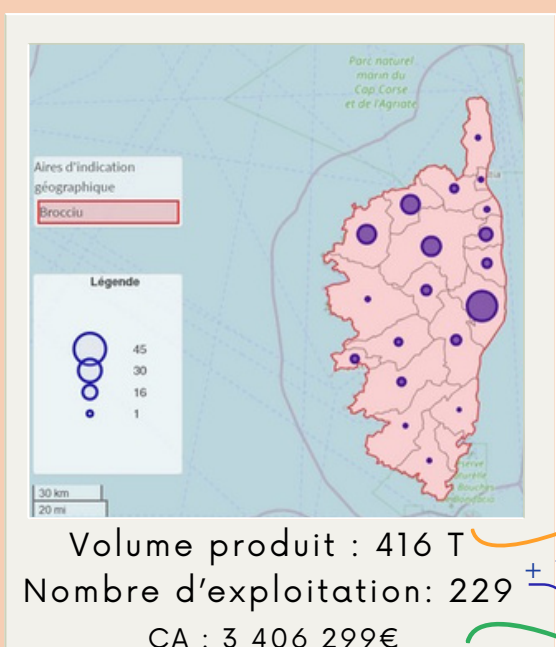 Parc naturel
marin du
Cap Corse
et de l'Agriate
Aires d'indication
géographique
Brocciu
Légende
45
30
16
1
30 km
20 mi
Volume produit : 416 T
Nombre d'exploitation: 229
+
CA : 3 406 299€